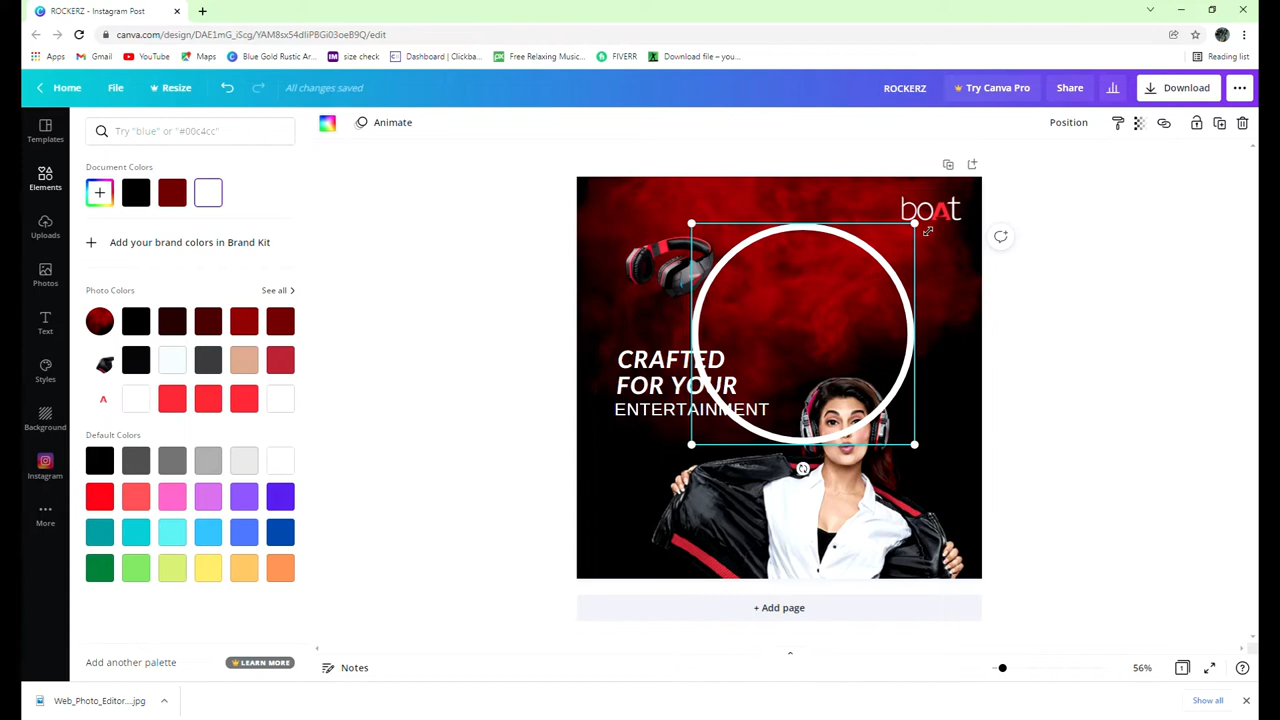 ROCKERZ - Instagram Post
canva.com/design/DAE1mG_iScg/YAM8sx54dIiPBGi03oeB9Q/edit
Apps
Gmail
YouTube
Maps
Blue Gold Rustic Ar...
size check
Dashboard | Clickba...
Free Relaxing Music...
FIVERR
Download file – you...
Reading list
Home
File
Resize
All changes saved
ROCKERZ
Try Canva Pro
Share
Download
Templates
Elements
Uploads
Photos
Text
Styles
Background
Instagram
More
Try "blue" or "#00c4cc"
Animate
Position
Document Colors
Add your brand colors in Brand Kit
Photo Colors
See all
Default Colors
Add another palette
LEARN MORE
boAt
CRAFTED
FOR YOUR
ENTERTAINMENT
+ Add page
Notes
56%
1
Web_Photo_Editor....jpg
Show all